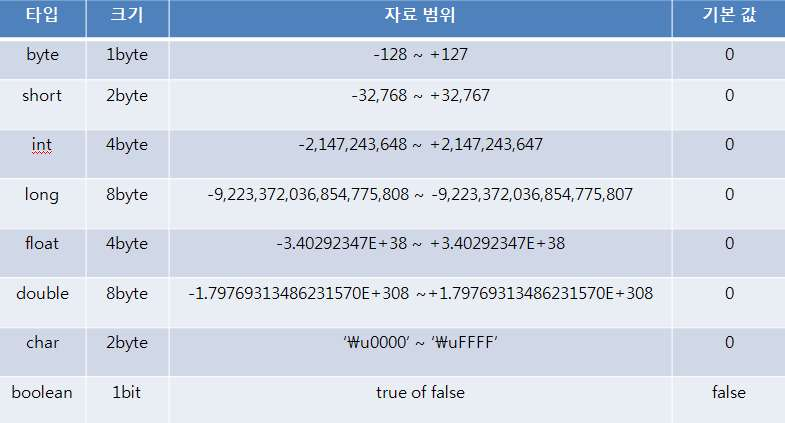 타입 크기 자료 범위 기본 값
byte 1byte -128 ~ +127 0
short 2byte -32,768 ~ +32,767 0
int 4byte -2,147,243,648 ~ +2,147,243,647 0
long 8byte -9,223,372,036,854,775,808 ~ -9,223,372,036,854,775,807 0
float 4byte -3.40292347E+38 ~ +3.40292347E+38 0
double 8byte -1.79769313486231570E+308 ~+1.79769313486231570E+308 0
char 2byte ‘₩u0000’ ~ ‘₩uFFFF’ 0
boolean 1bit true of false false